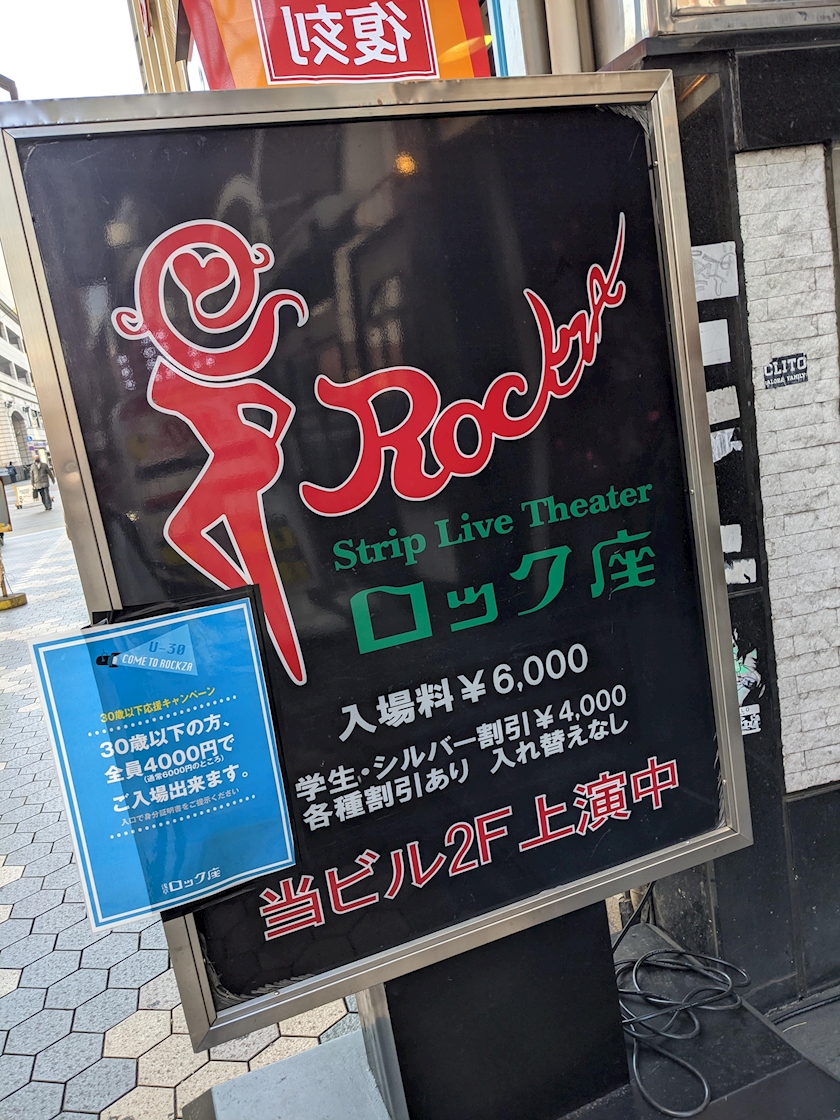 復刻
Rockza
Strip Live Theater
ロック座
入場料￥6,000
学生・シルバー割引￥4,000
各種割引あり 入れ替えなし
当ビル2F上演中
U-30
COME TO ROCKZA
30歳以下応援キャンペーン
30歳以下の方、
全員4000円で
(通常6000円のところ)
ご入場出来ます。
入口で身分証明書をご提示ください
浅草ロック座
CLITO
ALOHA FAMILY